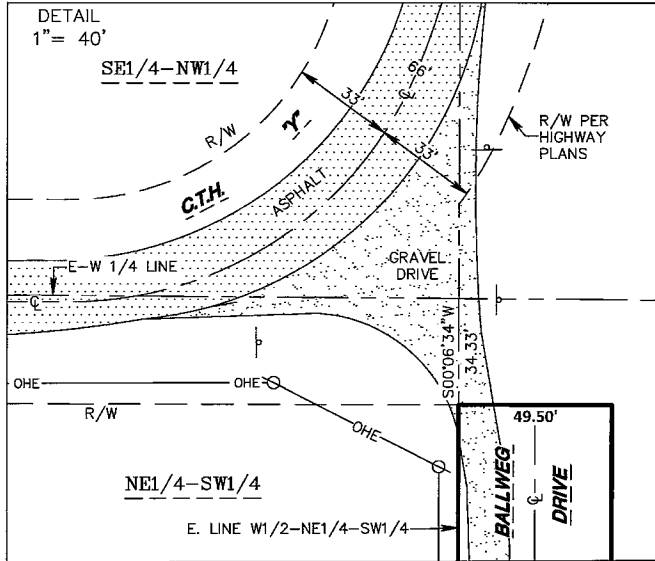 DETAIL
1"= 40'
SE1/4-NW1/4
66'
℄
33'
33'
R/W
"Y"
C.T.H.
ASPHALT
R/W PER
HIGHWAY
PLANS
GRAVEL
DRIVE
E-W 1/4 LINE
℄
S00°06'34"W
34.33'
OHE
OHE
OHE
R/W
49.50'
BALLWEG
℄
DRIVE
NE1/4-SW1/4
E. LINE W1/2-NE1/4-SW1/4